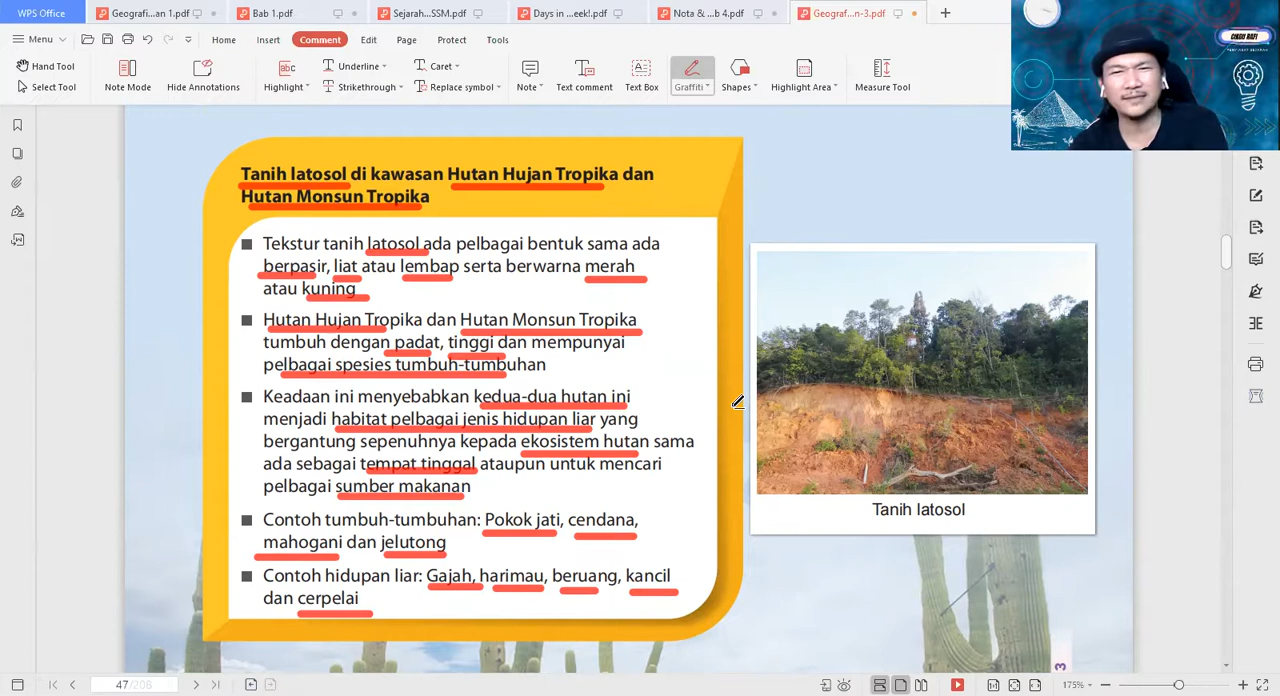 WPS Office
Geografi...an 1.pdf
Bab 1.pdf
Sejarah...SSM.pdf
Days in ...eek!.pdf
Nota & ...b 4.pdf
Geograf...n-3.pdf
Menu
Home
Insert
Comment
Edit
Page
Protect
Tools
Hand Tool
Select Tool
Note Mode
Hide Annotations
Highlight
Underline
Strikethrough
Caret
Replace symbol
Note
Text comment
Text Box
Graffiti
Shapes
Highlight Area
Measure Tool
CIKGU RAFI
Tanih latosol di kawasan Hutan Hujan Tropika dan
Hutan Monsun Tropika
Tekstur tanih latosol ada pelbagai bentuk sama ada
berpasir, liat atau lembap serta berwarna merah
atau kuning
Hutan Hujan Tropika dan Hutan Monsun Tropika
tumbuh dengan padat, tinggi dan mempunyai
pelbagai spesies tumbuh-tumbuhan
Keadaan ini menyebabkan kedua-dua hutan ini
menjadi habitat pelbagai jenis hidupan liar yang
bergantung sepenuhnya kepada ekosistem hutan sama
ada sebagai tempat tinggal ataupun untuk mencari
pelbagai sumber makanan
Contoh tumbuh-tumbuhan: Pokok jati, cendana,
mahogani dan jelutong
Contoh hidupan liar: Gajah, harimau, beruang, kancil
dan cerpelai
Tanih latosol
3
47/205
175%